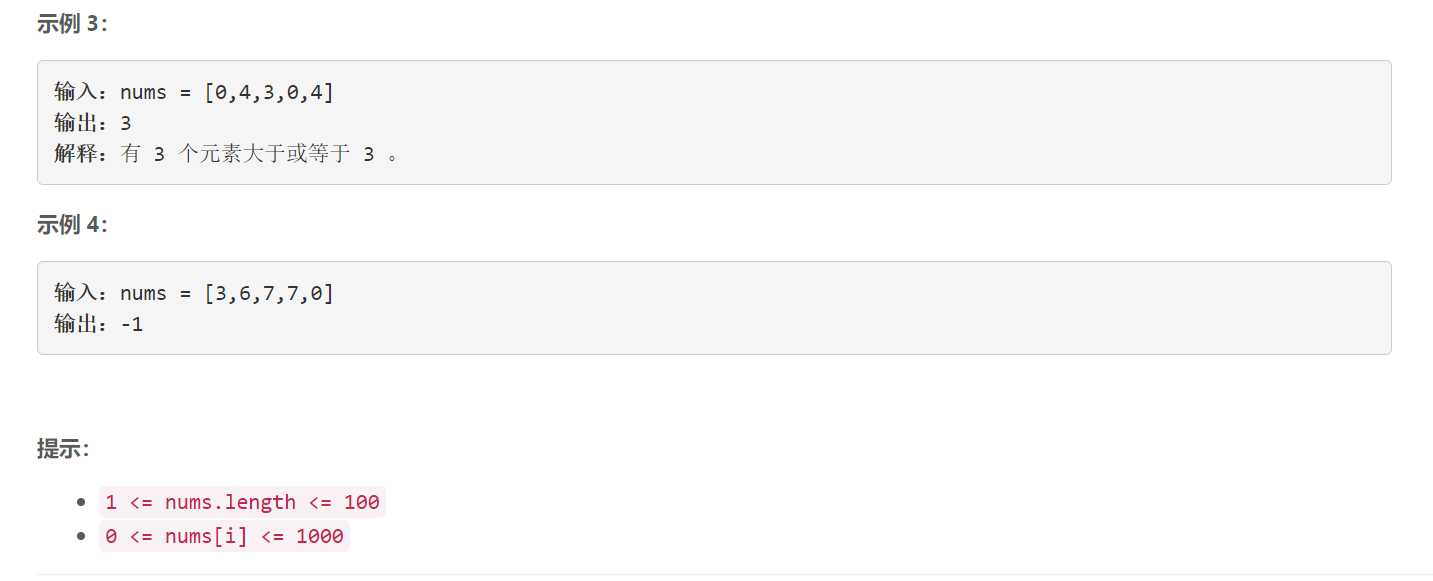 示例 3：
输入：nums = [0,4,3,0,4]
输出：3
解释：有 3 个元素大于或等于 3 。
示例 4：
输入：nums = [3,6,7,7,0]
输出：-1
提示：
1 <= nums.length <= 100
0 <= nums[i] <= 1000